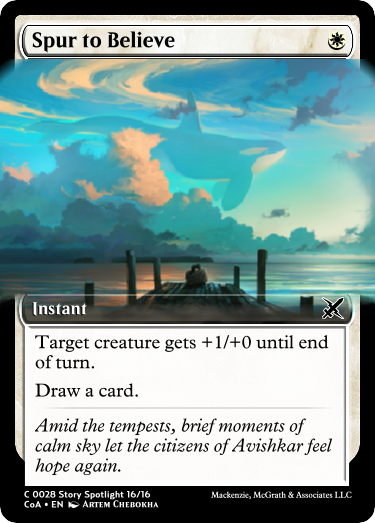 Spur to Believe
Instant
Target creature gets +1/+0 until end
of turn.
Draw a card.
Amid the tempests, brief moments of
calm sky let the citizens of Avishkar feel
hope again.
C 0028 Story Spotlight 16/16
CoA • EN Artem Chebokha
Mackenzie, McGrath & Associates LLC